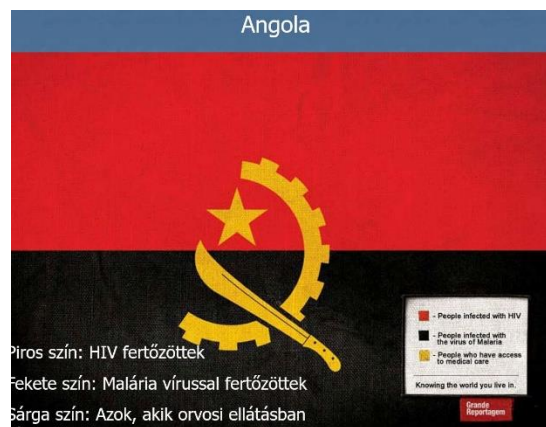 Angola
Piros szín: HIV fertőzöttek
Fekete szín: Malária vírussal fertőzöttek
Sárga szín: Azok, akik orvosi ellátásban
- People infected with HIV
- People infected with
the virus of Malaria
- People who have access
to medical care
Knowing the world you live in.
Grande
Reportagem